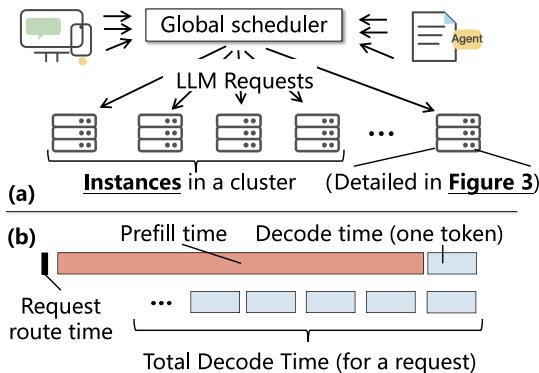 Global scheduler
Agent
LLM Requests
...
Instances in a cluster
(Detailed in Figure 3)
(a)
(b)
Prefill time
Decode time (one token)
Request
route time
...
Total Decode Time (for a request)